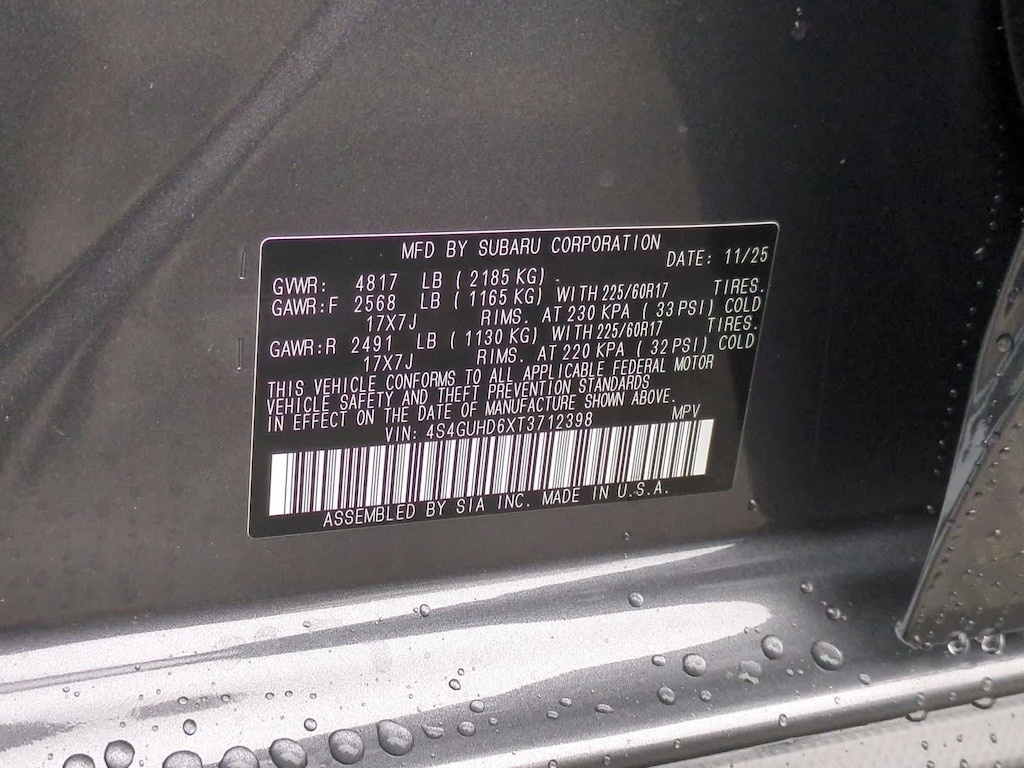 MFD BY SUBARU CORPORATION
DATE: 11/25
GVWR: 4817 LB (2185 KG)
GAWR:F 2568 LB (1165 KG) WITH 225/60R17 TIRES.
17X7J RIMS. AT 230 KPA (33 PSI) COLD
GAWR:R 2491 LB (1130 KG) WITH 225/60R17 TIRES.
17X7J RIMS. AT 220 KPA (32 PSI) COLD
THIS VEHICLE CONFORMS TO ALL APPLICABLE FEDERAL MOTOR
VEHICLE SAFETY AND THEFT PREVENTION STANDARDS
IN EFFECT ON THE DATE OF MANUFACTURE SHOWN ABOVE.
VIN: 4S4GUHD6XT3712398 MPV
ASSEMBLED BY SIA INC. MADE IN U.S.A.